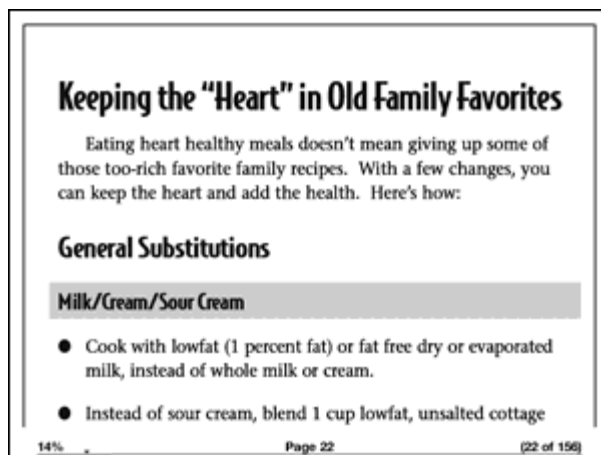 Keeping the “Heart” in Old Family Favorites
Eating heart healthy meals doesn’t mean giving up some of
those too-rich favorite family recipes. With a few changes, you
can keep the heart and add the health. Here’s how:
General Substitutions
Milk/Cream/Sour Cream
● Cook with lowfat (1 percent fat) or fat free dry or evaporated
milk, instead of whole milk or cream.
● Instead of sour cream, blend 1 cup lowfat, unsalted cottage
14% Page 22 (22 of 156)